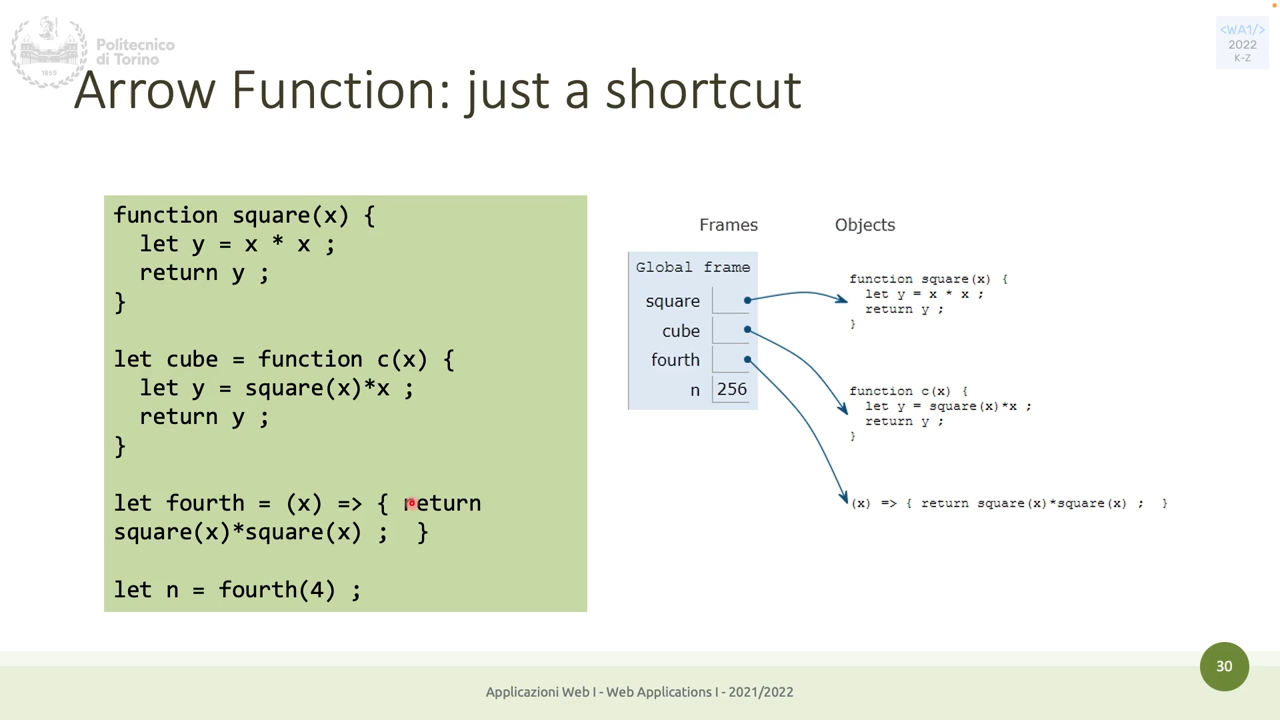 Politecnico
di Torino
1859
<WA1/>
2022
K-Z
Arrow Function: just a shortcut
function square(x) {
  let y = x * x ;
  return y ;
}
let cube = function c(x) {
  let y = square(x)*x ;
  return y ;
}
let fourth = (x) => { return
square(x)*square(x) ;  }
let n = fourth(4) ;
Frames
Objects
Global frame
square
cube
fourth
n 256
function square(x) {
  let y = x * x ;
  return y ;
}
function c(x) {
  let y = square(x)*x ;
  return y ;
}
(x) => { return square(x)*square(x) ;  }
30
Applicazioni Web I - Web Applications I - 2021/2022